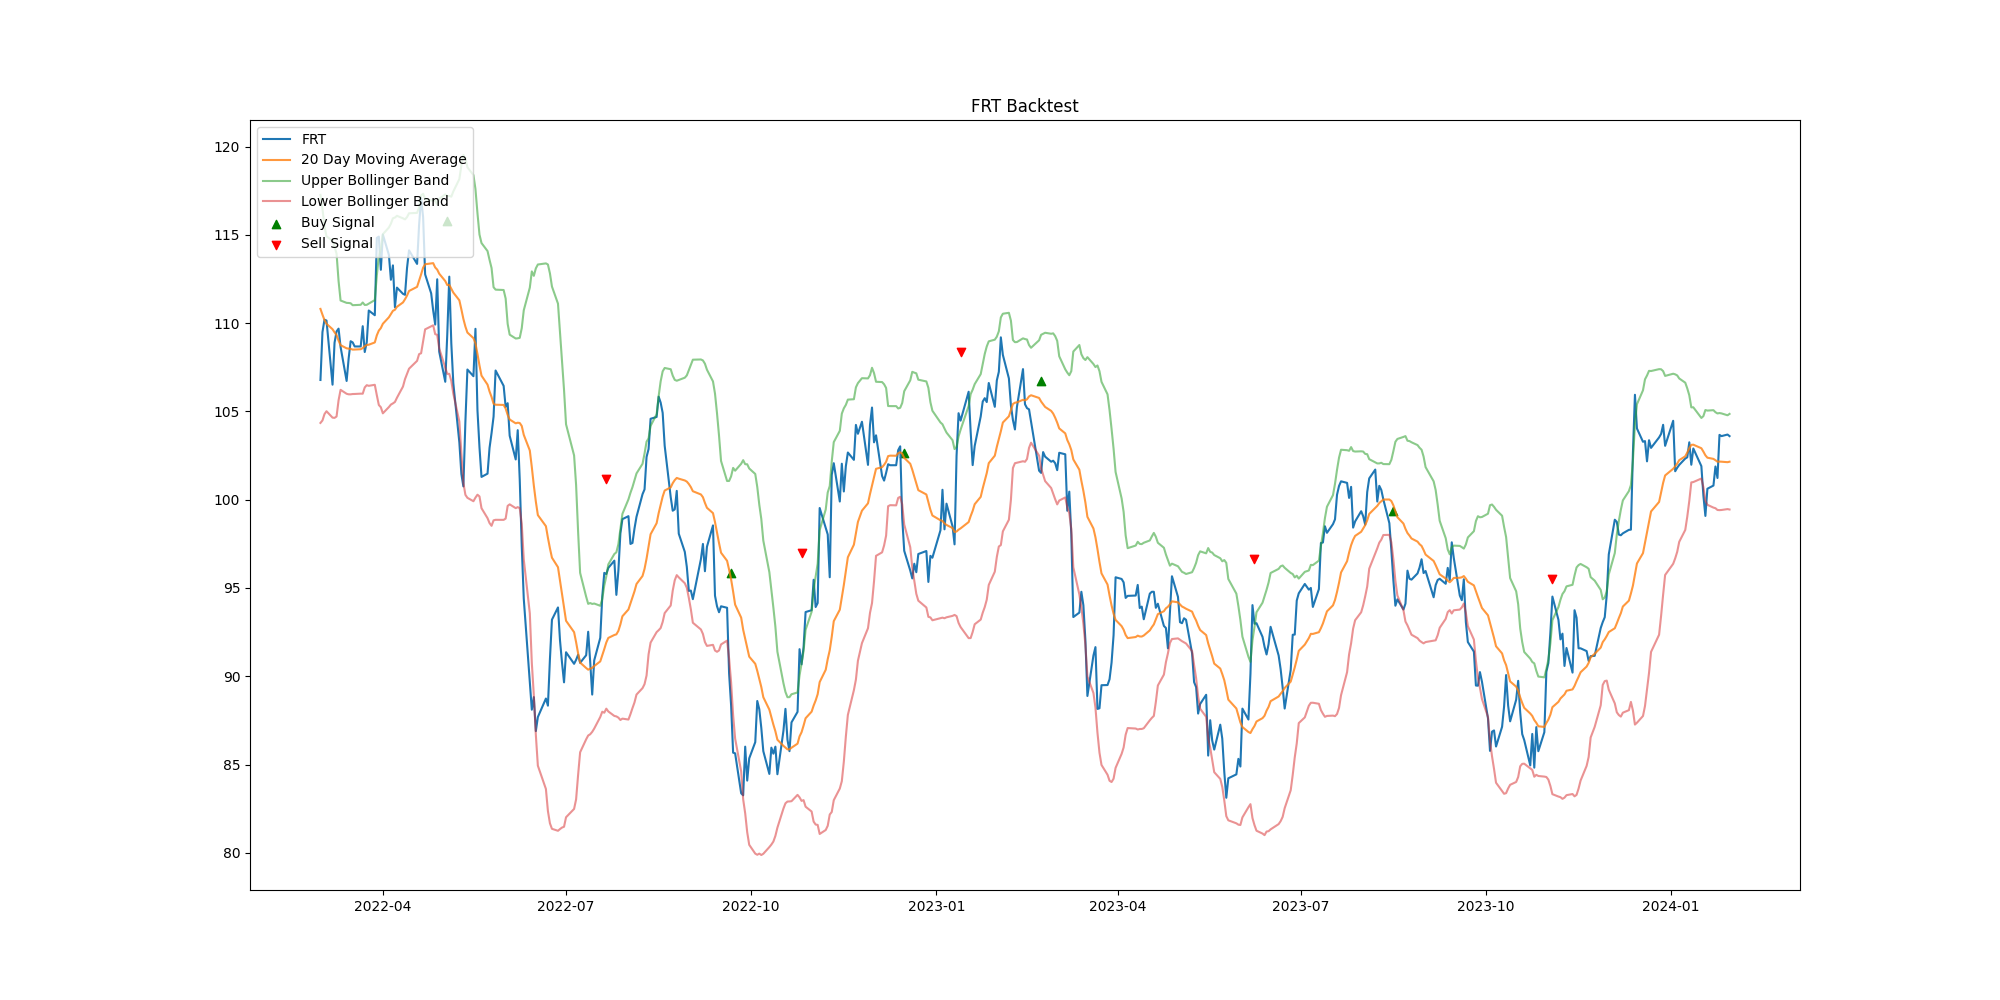 FRT Backtest
FRT
20 Day Moving Average
Upper Bollinger Band
Lower Bollinger Band
Buy Signal
Sell Signal
120
115
110
105
100
95
90
85
80
2022-04 2022-07 2022-10 2023-01 2023-04 2023-07 2023-10 2024-01